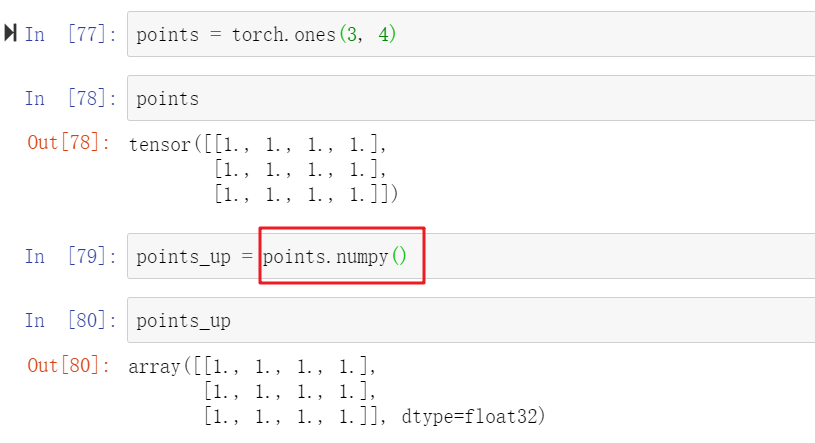 In [77]: points = torch.ones(3, 4)
In [78]: points
Out[78]: tensor([[1., 1., 1., 1.],
[1., 1., 1., 1.],
[1., 1., 1., 1.]])
In [79]: points_up = points.numpy()
In [80]: points_up
Out[80]: array([[1., 1., 1., 1.],
[1., 1., 1., 1.],
[1., 1., 1., 1.]], dtype=float32)